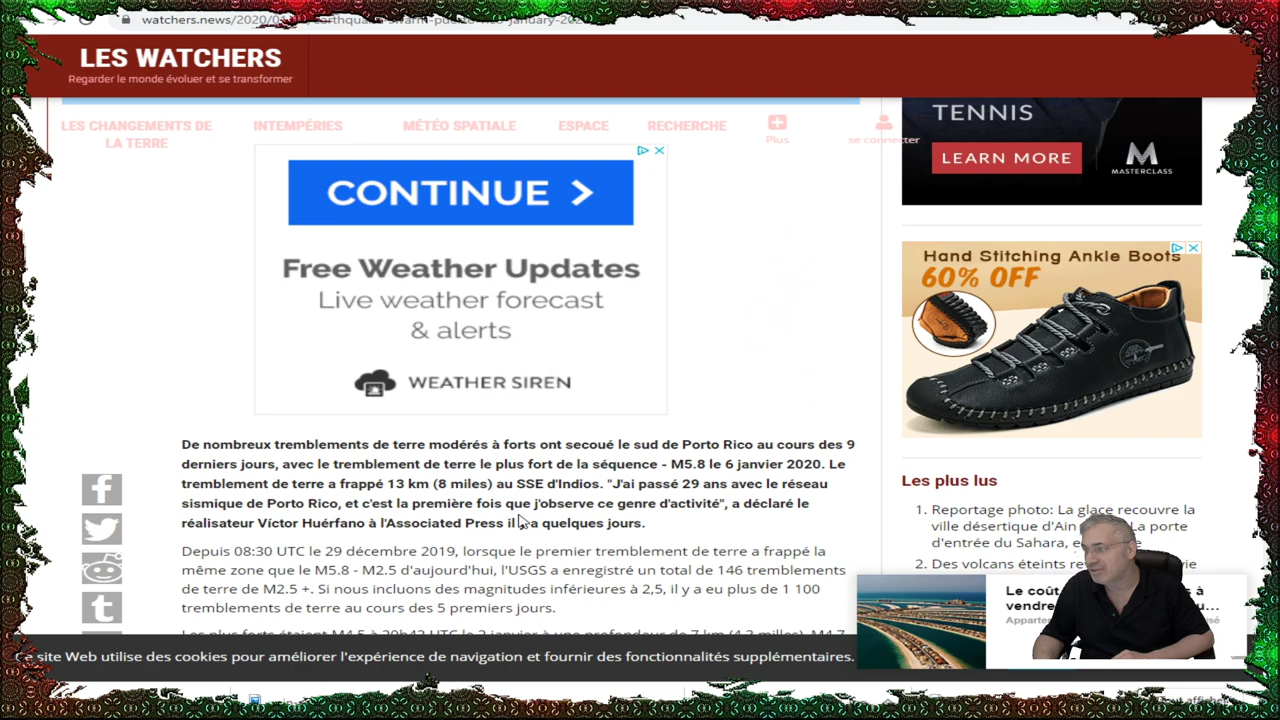 watchers.news/2020/01
LES WATCHERS
Regarder le monde évoluer et se transformer
LES CHANGEMENTS DE LA TERRE
INTEMPÉRIES
MÉTÉO SPATIALE
ESPACE
RECHERCHE
Plus
se connecter
CONTINUE >
Free Weather Updates
Live weather forecast
& alerts
WEATHER SIREN
TENNIS
LEARN MORE
M
MASTERCLASS
Hand Stitching Ankle Boots
60% OFF
De nombreux tremblements de terre modérés à forts ont secoué le sud de Porto Rico au cours des 9
derniers jours, avec le tremblement de terre le plus fort de la séquence - M5.8 le 6 janvier 2020. Le
tremblement de terre a frappé 13 km (8 miles) au SSE d'Indios. "J'ai passé 29 ans avec le réseau
sismique de Porto Rico, et c'est la première fois que j'observe ce genre d'activité", a déclaré le
réalisateur Víctor Huérfano à l'Associated Press il a quelques jours.
Depuis 08:30 UTC le 29 décembre 2019, lorsque le premier tremblement de terre a frappé la
même zone que le M5.8 - M2.5 d'aujourd'hui, l'USGS a enregistré un total de 146 tremblements
de terre de M2.5 +. Si nous incluons des magnitudes inférieures à 2,5, il y a eu plus de 1 100
tremblements de terre au cours des 5 premiers jours.
Les plus lus
1. Reportage photo: La glace recouvre la
ville désertique d'Ain La porte
d'entrée du Sahara,
2. Des volcans éteints
Le coût à
vendre
Ce site Web utilise des cookies pour améliorer l'expérience de navigation et fournir des fonctionnalités supplémentaires.